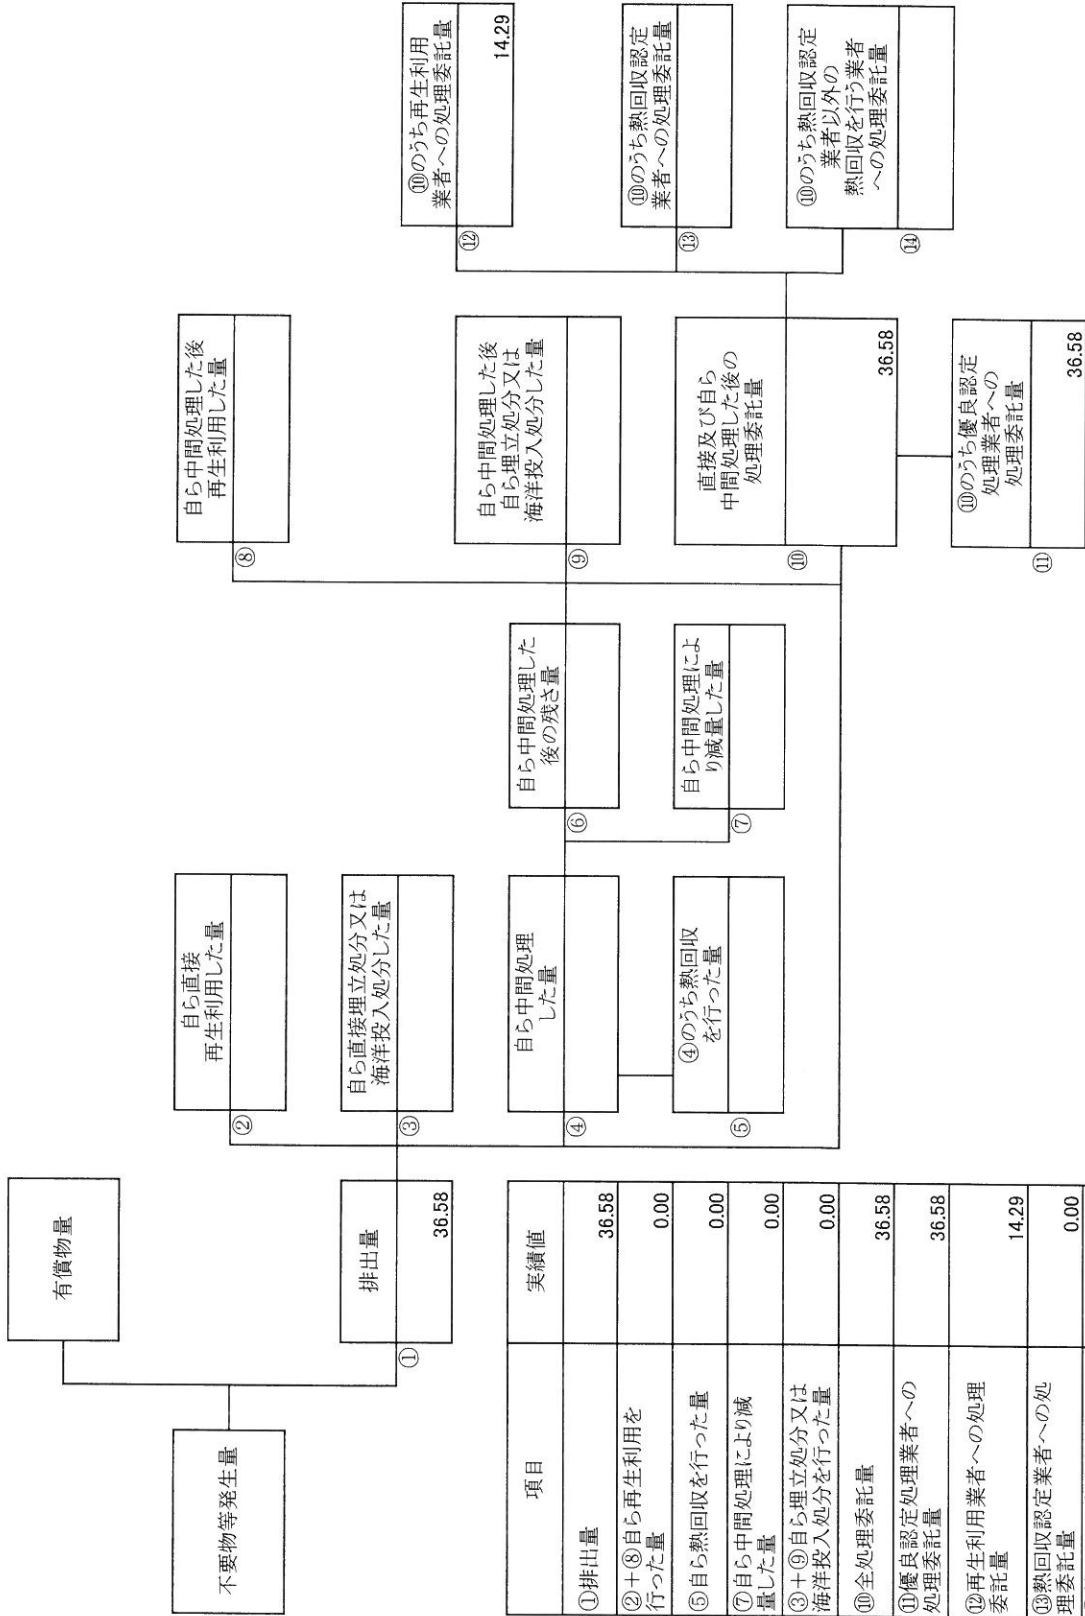 不要物等発生量
有償物量
①
排出量
36.58
②
自ら直接
再生利用した量
③
自ら直接埋立処分又は
海洋投入処分した量
④
自ら中間処理
した量
⑤
④のうち熱回収
を行った量
⑥
自ら中間処理した
後の残さ量
⑦
自ら中間処理によ
り減量した量
⑧
自ら中間処理した後
再生利用した量
⑨
自ら中間処理した後
自ら埋立処分又は
海洋投入処分した量
⑩
直接及び自ら
中間処理した後の
処理委託量
36.58
⑪
⑩のうち優良認定
処理業者への
処理委託量
36.58
⑫
⑩のうち再生利用
業者への処理委託量
14.29
⑬
⑩のうち熱回収認定
業者への処理委託量
⑭
⑩のうち熱回収認定
業者以外の
熱回収を行う業者
への処理委託量
項目 実績値
①排出量 36.58
②+⑧自ら再生利用を
行った量 0.00
⑤自ら熱回収を行った量 0.00
⑦自ら中間処理により減
量した量 0.00
③+⑨自ら埋立処分又は
海洋投入処分を行った量 0.00
⑩全処理委託量 36.58
⑪優良認定処理業者への
処理委託量 36.58
⑫再生利用業者への処理
委託量 14.29
⑬熱回収認定業者への処
理委託量 0.00